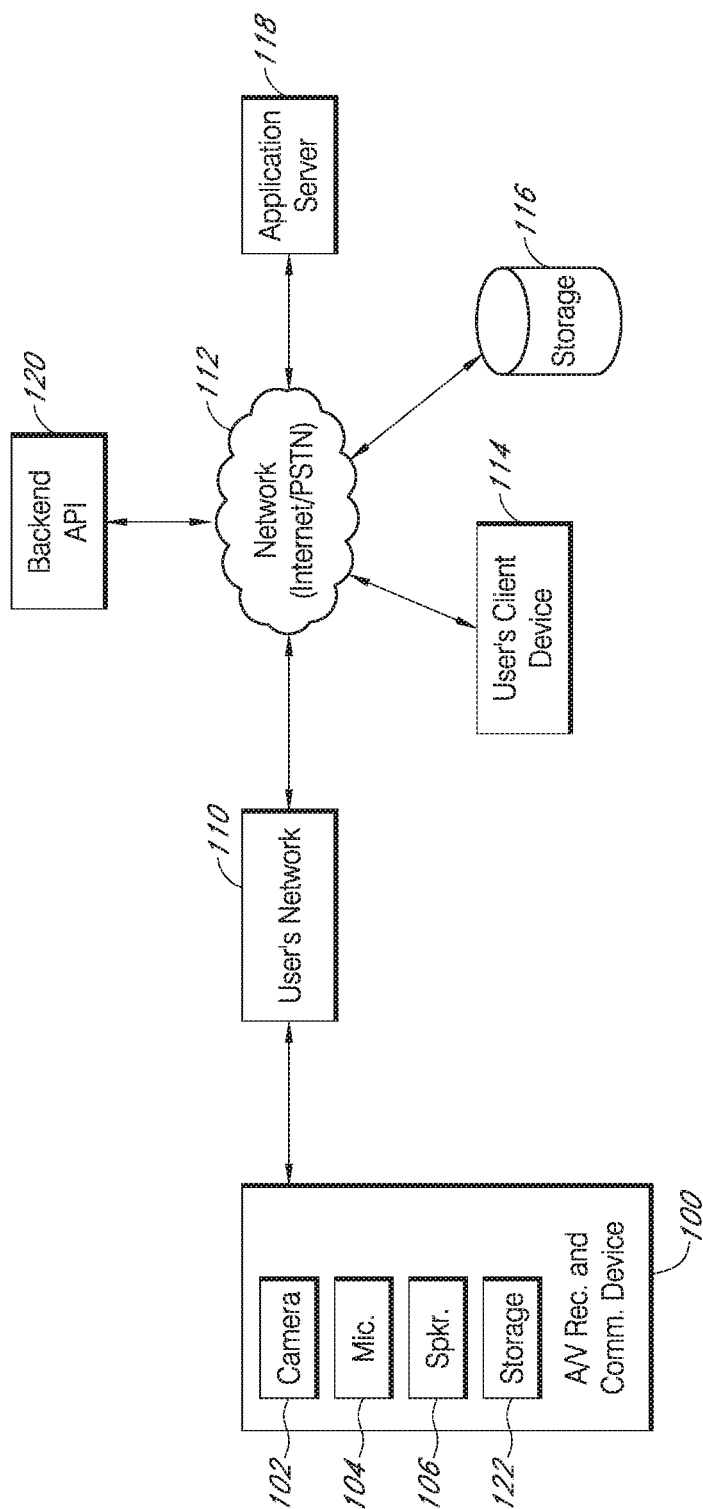 120
Backend
API
112
Network
(Internet/PSTN)
118
Application
Server
110
User's Network
114
User's Client
Device
116
Storage
102
Camera
104
Mic.
106
Spkr.
122
Storage
A/V Rec. and
Comm. Device
100